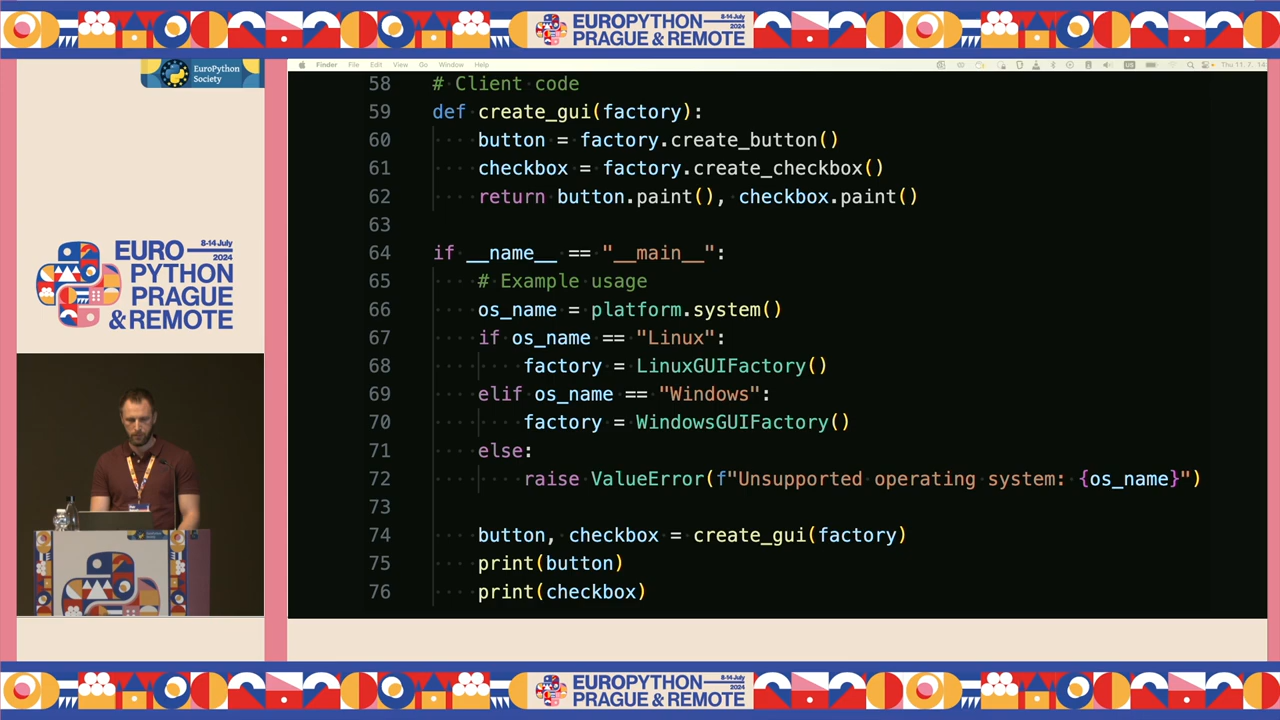 EUROPYTHON
8-14 July
2024
PRAGUE & REMOTE
EuroPython
Society
Finder File Edit View Go Window Help
Thu 11. 7.
EURO
8-14 July
2024
PYTHON
PRAGUE
& REMOTE
58 # Client code
59 def create_gui(factory):
60 button = factory.create_button()
61 checkbox = factory.create_checkbox()
62 return button.paint(), checkbox.paint()
63
64 if __name__ == "__main__":
65 # Example usage
66 os_name = platform.system()
67 if os_name == "Linux":
68 factory = LinuxGUIFactory()
69 elif os_name == "Windows":
70 factory = WindowsGUIFactory()
71 else:
72 raise ValueError(f"Unsupported operating system: {os_name}")
73
74 button, checkbox = create_gui(factory)
75 print(button)
76 print(checkbox)
EUROPYTHON
8-14 July
2024
PRAGUE & REMOTE